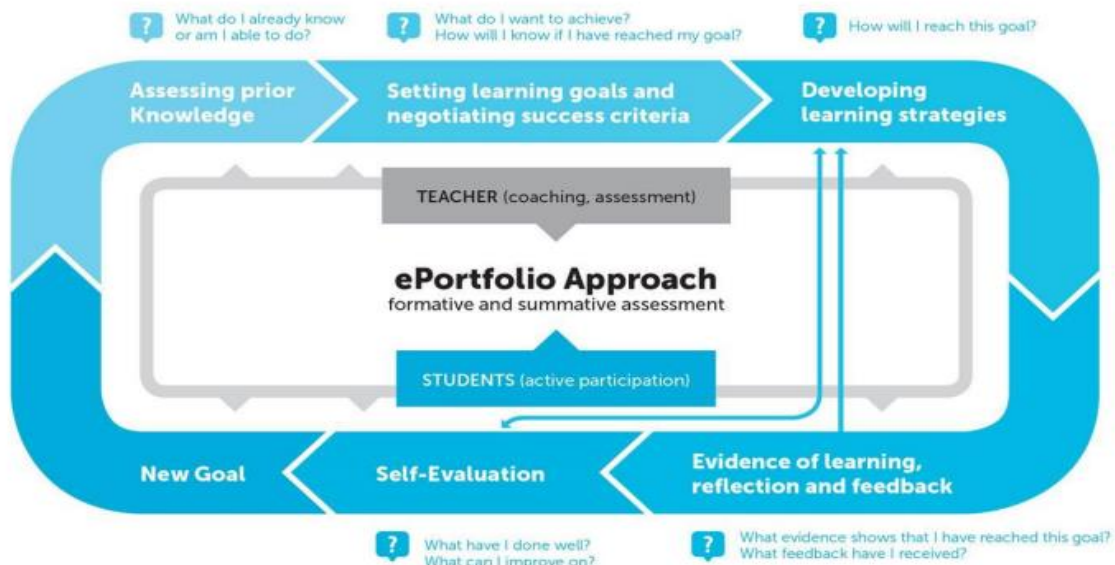 ?
What do I already know
or am I able to do?
?
What do I want to achieve?
How will I know if I have reached my goal?
?
How will I reach this goal?
Assessing prior
Knowledge
Setting learning goals and
negotiating success criteria
Developing
learning strategies
TEACHER (coaching, assessment)
ePortfolio Approach
formative and summative assessment
STUDENTS (active participation)
New Goal
Self-Evaluation
Evidence of learning,
reflection and feedback
?
What have I done well?
What can I improve on?
?
What evidence shows that I have reached this goal?
What feedback have I received?